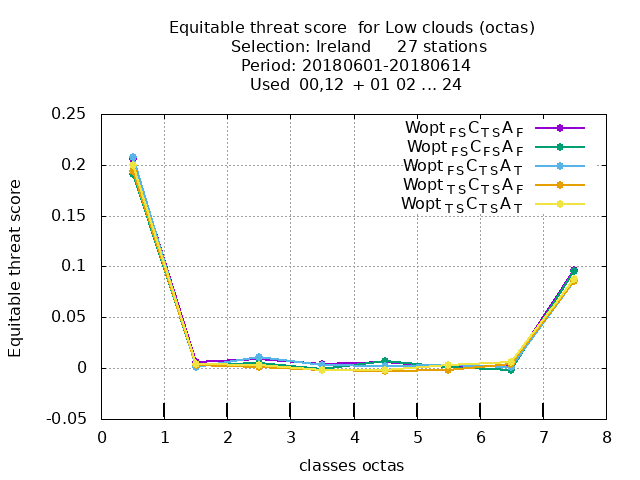 Equitable threat score  for Low clouds (octas)
Selection: Ireland     27 stations
Period: 20180601-20180614
Used  00,12  + 01 02 ... 24
Wopt FS C TS A F
Wopt FS C FS A F
Wopt FS C TS A T
Wopt TS C TS A F
Wopt TS C TS A T
0.25
0.2
0.15
0.1
0.05
0
-0.05
Equitable threat score
0 1 2 3 4 5 6 7 8
classes octas